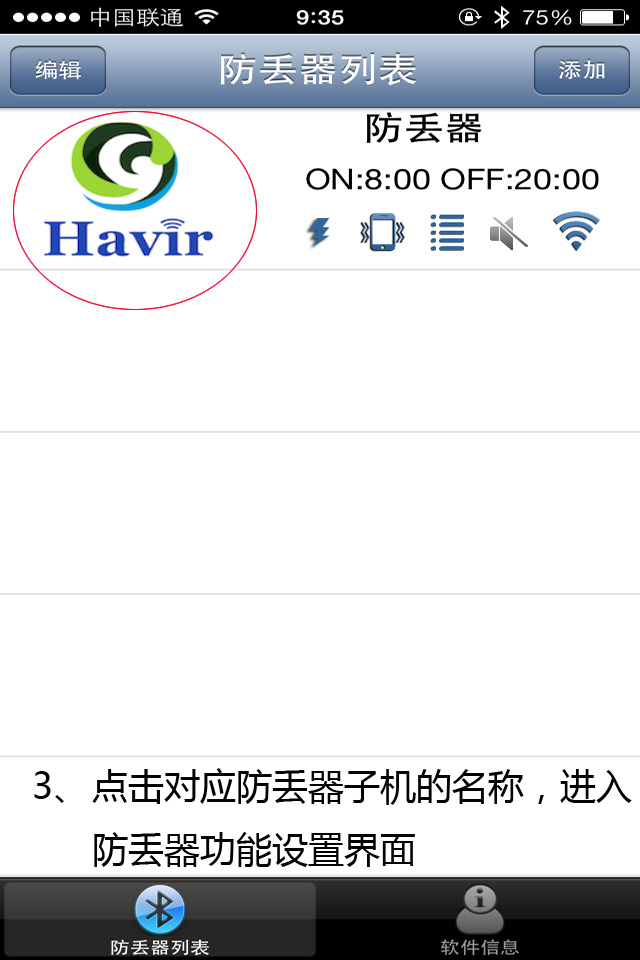 中国联通 9:35 75%
编辑 防丢器列表 添加
Havir
防丢器
ON:8:00 OFF:20:00
3、点击对应防丢器子机的名称，进入
防丢器功能设置界面
防丢器列表 软件信息